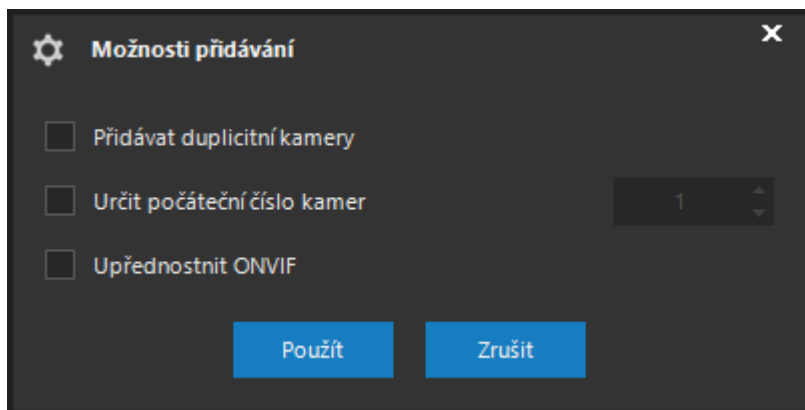 Možnosti přidávání
Přidávat duplicitní kamery
Určit počáteční číslo kamer 1
Upřednostnit ONVIF
Použít Zrušit